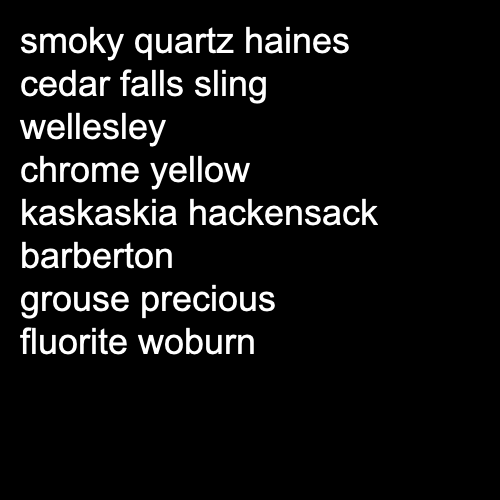 smoky quartz haines
cedar falls sling
wellesley
chrome yellow
kaskaskia hackensack
barberton
grouse precious
fluorite woburn